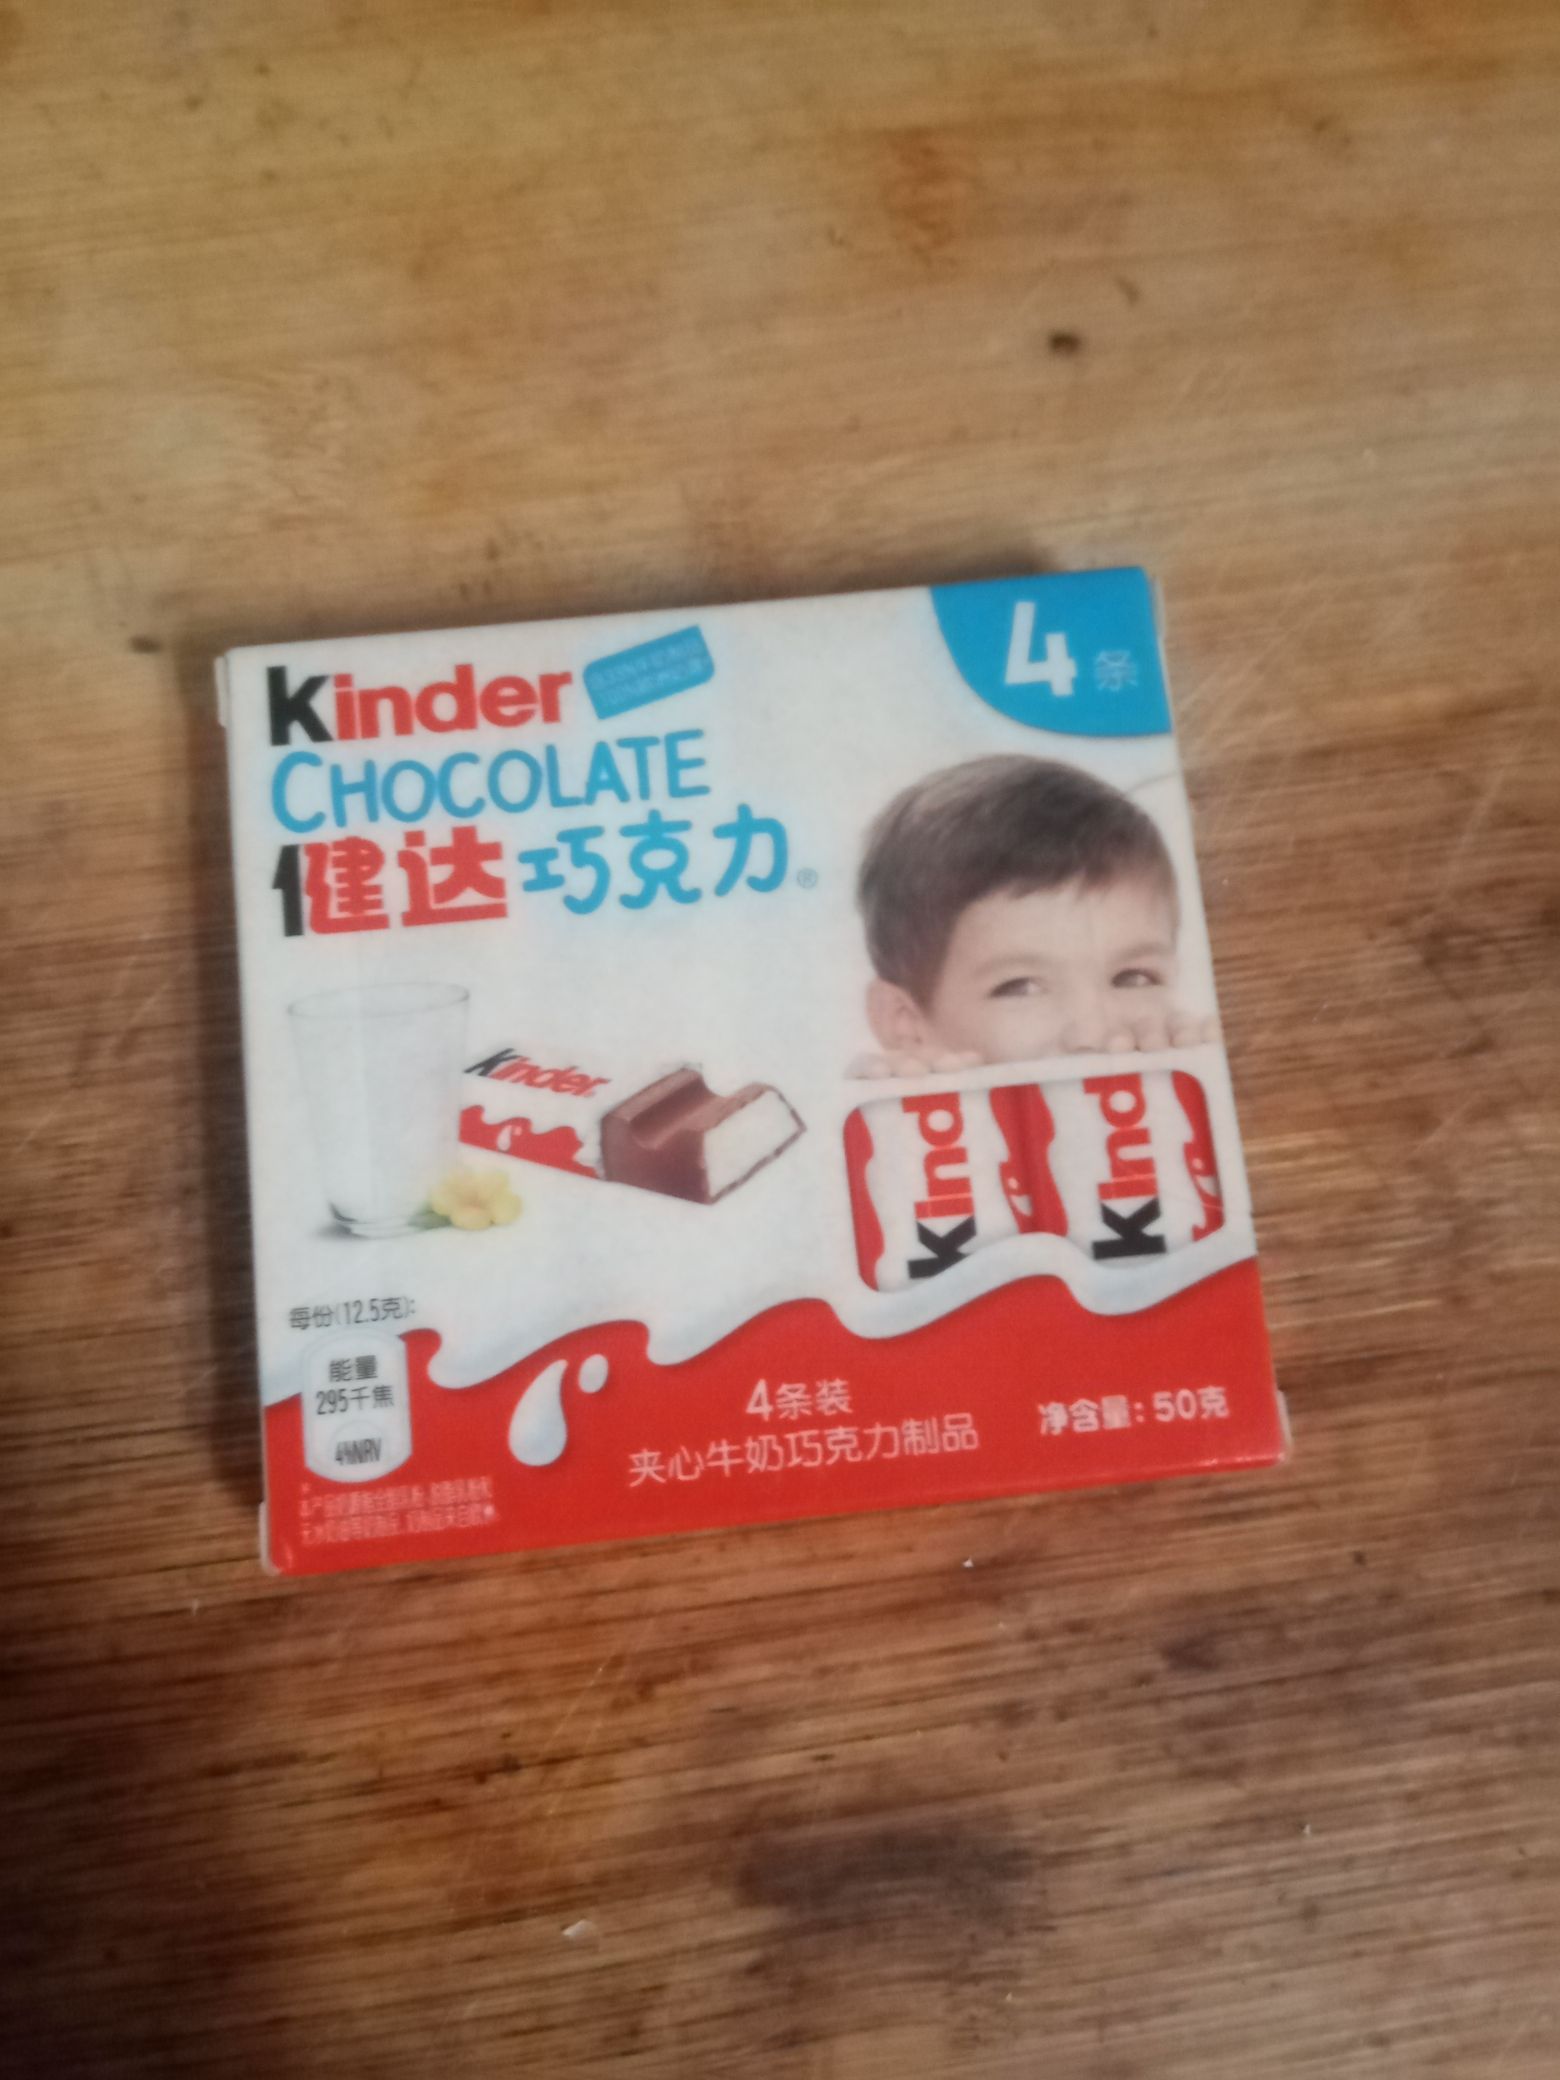 Kinder
CHOCOLATE
健达巧克力®
4条
Kinder
Kind
Kind
每份(12.5克):
能量
295千焦
4%NRV
4条装
夹心牛奶巧克力制品
净含量:50克